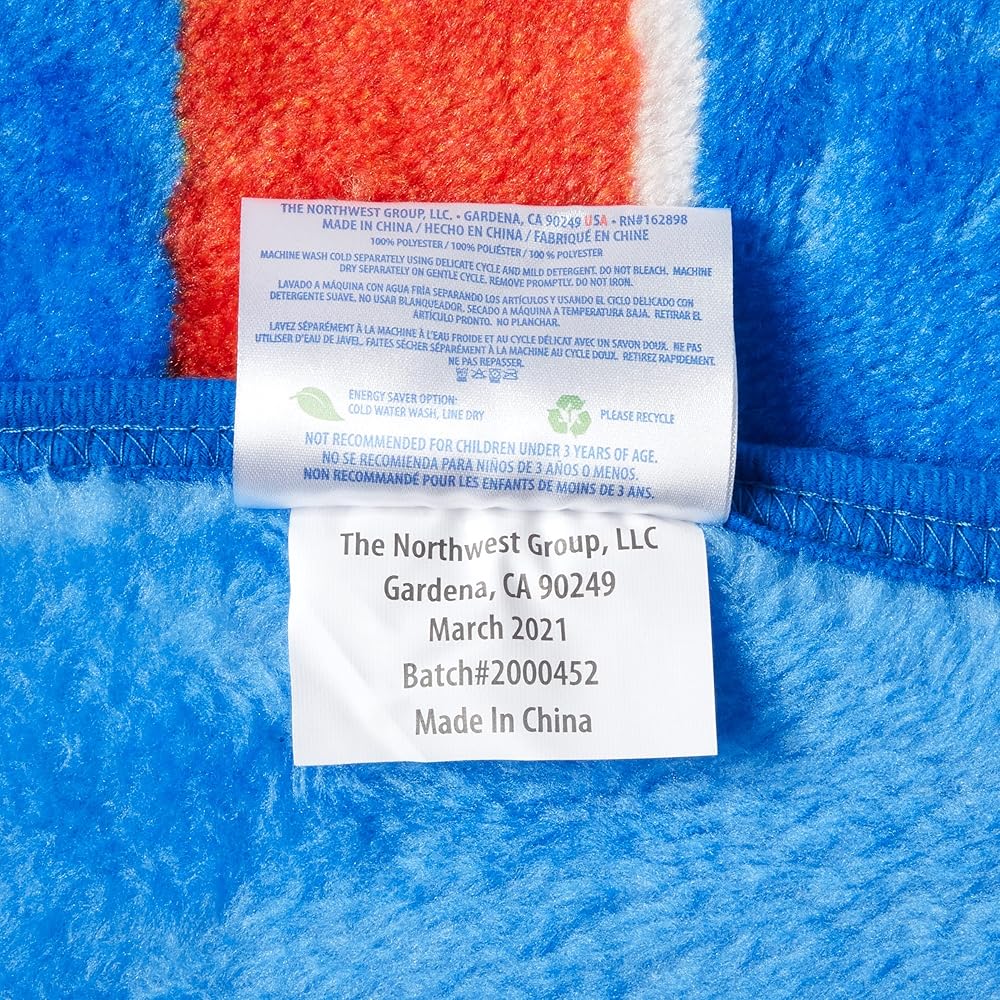 THE NORTHWEST GROUP, LLC. • GARDENA, CA 90249 USA • RN#162898
MADE IN CHINA / HECHO EN CHINA / FABRIQUÉ EN CHINE
100% POLYESTER / 100% POLIÉSTER / 100 % POLYESTER
MACHINE WASH COLD SEPARATELY USING DELICATE CYCLE AND MILD DETERGENT. DO NOT BLEACH. MACHINE
DRY SEPARATELY ON GENTLE CYCLE. REMOVE PROMPTLY. DO NOT IRON.
LAVADO A MÁQUINA CON AGUA FRIA SEPARANDO LOS ARTÍCULOS Y USANDO EL CICLO DELICADO CON
DETERGENTE SUAVE. NO USAR BLANQUEADOR. SECADO A MÁQUINA A TEMPERATURA BAJA. RETIRAR EL
ARTÍCULO PRONTO. NO PLANCHAR.
LAVEZ SÉPARÉMENT À LA MACHINE À L'EAU FROIDE ET AU CYCLE DÉLICAT AVEC UN SAVON DOUX. NE PAS
UTILISER D'EAU DE JAVEL. FAITES SÉCHER SÉPARÉMENT À LA MACHINE AU CYCLE DOUX. RETIREZ RAPIDEMENT.
NE PAS REPASSER.
ENERGY SAVER OPTION:
COLD WATER WASH, LINE DRY
PLEASE RECYCLE
NOT RECOMMENDED FOR CHILDREN UNDER 3 YEARS OF AGE.
NO SE RECOMIENDA PARA NIÑOS DE 3 AÑOS O MENOS.
NON RECOMMANDÉ POUR LES ENFANTS DE MOINS DE 3 ANS.
The Northwest Group, LLC
Gardena, CA 90249
March 2021
Batch#2000452
Made In China